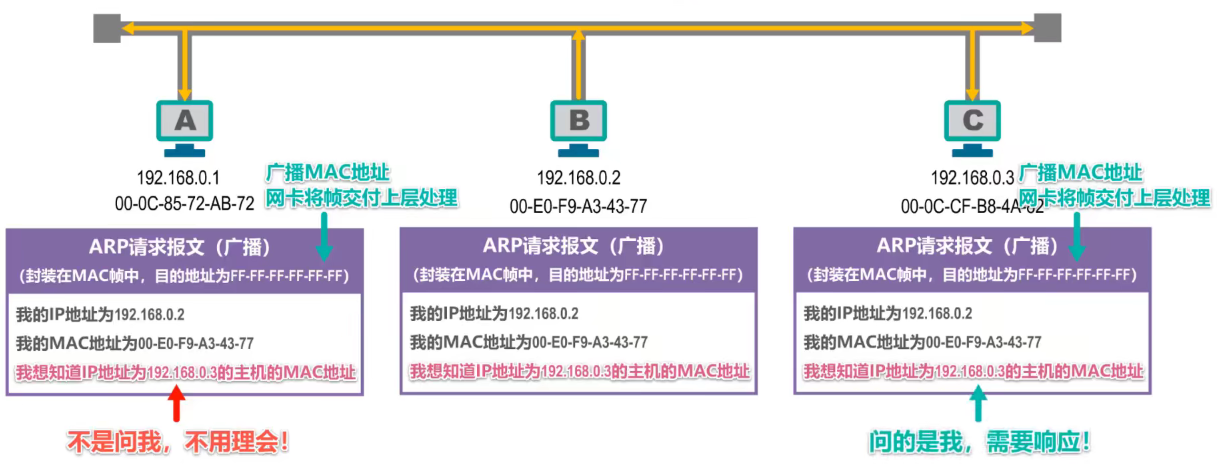 A
B
C
192.168.0.1
00-0C-85-72-AB-72
广播MAC地址
网卡将帧交付上层处理
192.168.0.2
00-E0-F9-A3-43-77
192.168.0.3
00-0C-CF-B8-4A-82
广播MAC地址
网卡将帧交付上层处理
ARP请求报文（广播）
(封装在MAC帧中，目的地址为FF-FF-FF-FF-FF-FF)
我的IP地址为192.168.0.2
我的MAC地址为00-E0-F9-A3-43-77
我想知道IP地址为192.168.0.3的主机的MAC地址
ARP请求报文（广播）
(封装在MAC帧中，目的地址为FF-FF-FF-FF-FF-FF)
我的IP地址为192.168.0.2
我的MAC地址为00-E0-F9-A3-43-77
我想知道IP地址为192.168.0.3的主机的MAC地址
ARP请求报文（广播）
(封装在MAC帧中，目的地址为FF-FF-FF-FF-FF-FF)
我的IP地址为192.168.0.2
我的MAC地址为00-E0-F9-A3-43-77
我想知道IP地址为192.168.0.3的主机的MAC地址
不是问我，不用理会！
问的是我，需要响应！